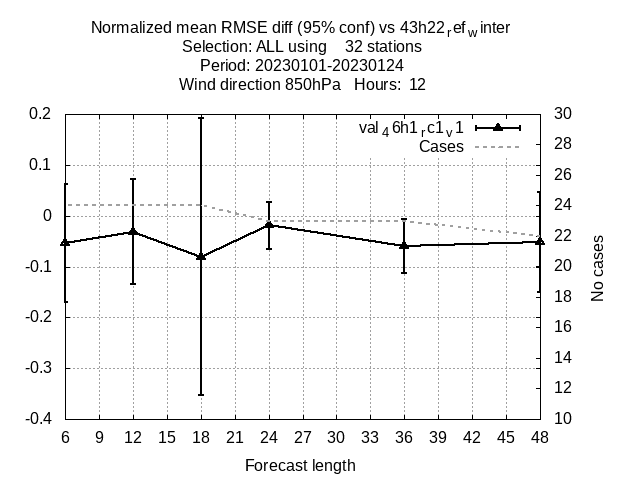 Normalized mean RMSE diff (95% conf) vs 43h22ref winter
Selection: ALL using 32 stations
Period: 20230101-20230124
Wind direction 850hPa Hours: 12
val46h1rc1v1
Cases
0.2
0.1
0
-0.1
-0.2
-0.3
-0.4
30
28
26
24
22
20
18
16
14
12
10
No cases
6 9 12 15 18 21 24 27 30 33 36 39 42 45 48
Forecast length